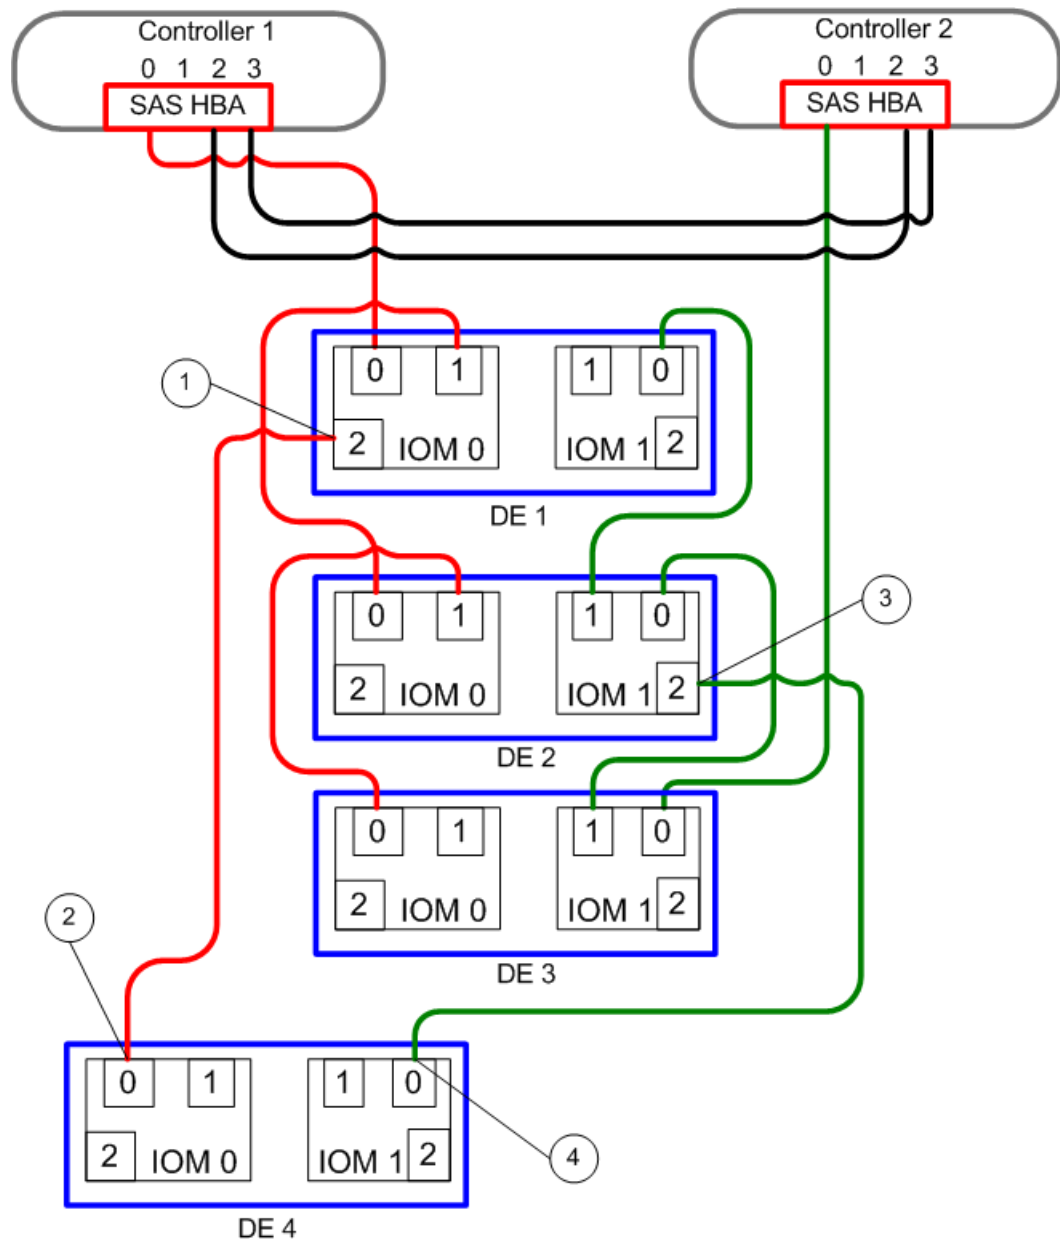 Controller 1
0 1 2 3
SAS HBA
Controller 2
0 1 2 3
SAS HBA
1
0 1
2 IOM 0
1 0
IOM 1 2
DE 1
3
0 1
2 IOM 0
1 0
IOM 1 2
DE 2
0 1
2 IOM 0
1 0
IOM 1 2
DE 3
2
0 1
2 IOM 0
1 0
IOM 1 2
4
DE 4